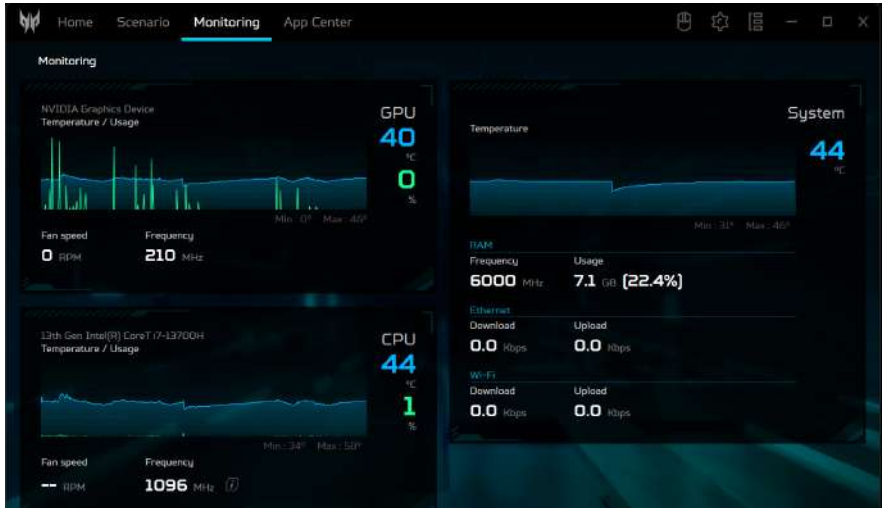 Home Scenario Monitoring App Center
Monitoring
NVIDIA Graphics Device
Temperature / Usage
GPU
40
°C
0
%
Min : 0° Max : 46°
Fan speed Frequency
0 RPM 210 MHz
13th Gen Intel(R) CoreT i7-13700H
Temperature / Usage
CPU
44
°C
1
%
Min : 34° Max : 58°
Fan speed Frequency
-- RPM 1096 MHz
System
Temperature
44
°C
Min : 31° Max : 46°
RAM
Frequency Usage
6000 MHz 7.1 GB (22.4%)
Ethernet
Download Upload
0.0 Kbps 0.0 Kbps
Wi-Fi
Download Upload
0.0 Kbps 0.0 Kbps